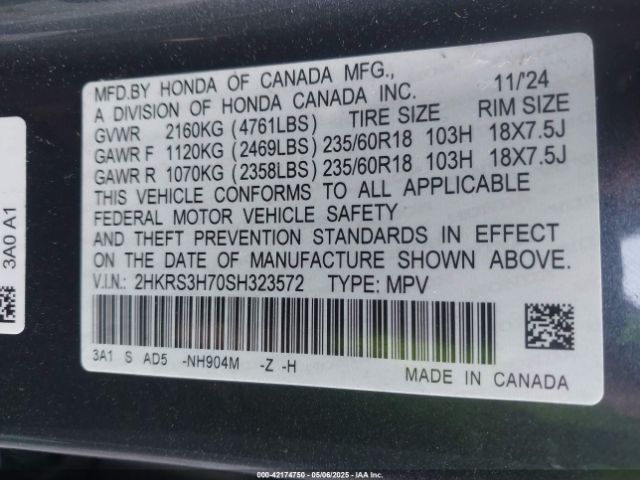 MFD.BY HONDA OF CANADA MFG., 11/'24
A DIVISION OF HONDA CANADA INC.
GVWR 2160KG (4761LBS) TIRE SIZE RIM SIZE
GAWR F 1120KG (2469LBS) 235/60R18 103H 18X7.5J
GAWR R 1070KG (2358LBS) 235/60R18 103H 18X7.5J
THIS VEHICLE CONFORMS TO ALL APPLICABLE
FEDERAL MOTOR VEHICLE SAFETY
AND THEFT PREVENTION STANDARDS IN EFFECT
ON THE DATE OF MANUFACTURE SHOWN ABOVE.
V.I.N.: 2HKRS3H70SH323572 TYPE: MPV
3A1 S AD5 -NH904M -Z -H
MADE IN CANADA
3A0 A1
00-42174750 - 05/06/2025 - IAA Inc.